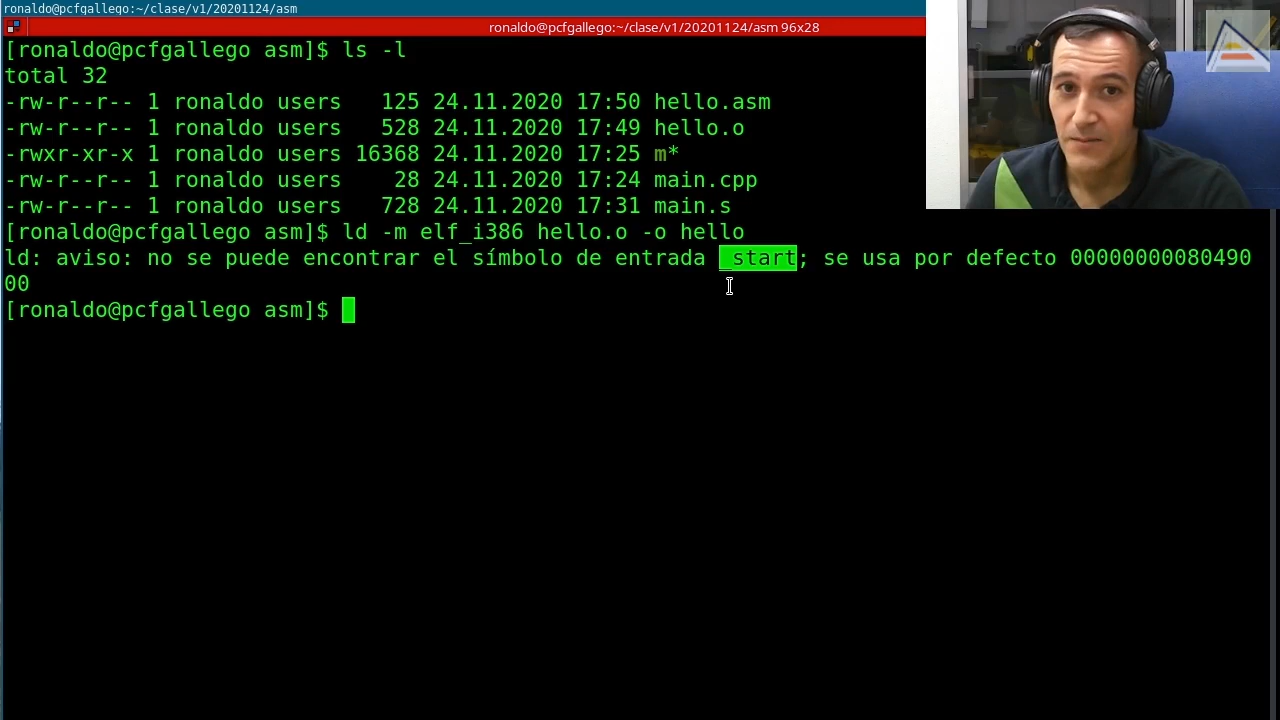 ronaldo@pcfgallego:~/clase/v1/20201124/asm
ronaldo@pcfgallego:~/clase/v1/20201124/asm 96x28
[ronaldo@pcfgallego asm]$ ls -l
total 32
-rw-r--r-- 1 ronaldo users   125 24.11.2020 17:50 hello.asm
-rw-r--r-- 1 ronaldo users   528 24.11.2020 17:49 hello.o
-rwxr-xr-x 1 ronaldo users 16368 24.11.2020 17:25 m*
-rw-r--r-- 1 ronaldo users    28 24.11.2020 17:24 main.cpp
-rw-r--r-- 1 ronaldo users   728 24.11.2020 17:31 main.s
[ronaldo@pcfgallego asm]$ ld -m elf_i386 hello.o -o hello
ld: aviso: no se puede encontrar el símbolo de entrada _start; se usa por defecto 00000000080490
00
[ronaldo@pcfgallego asm]$